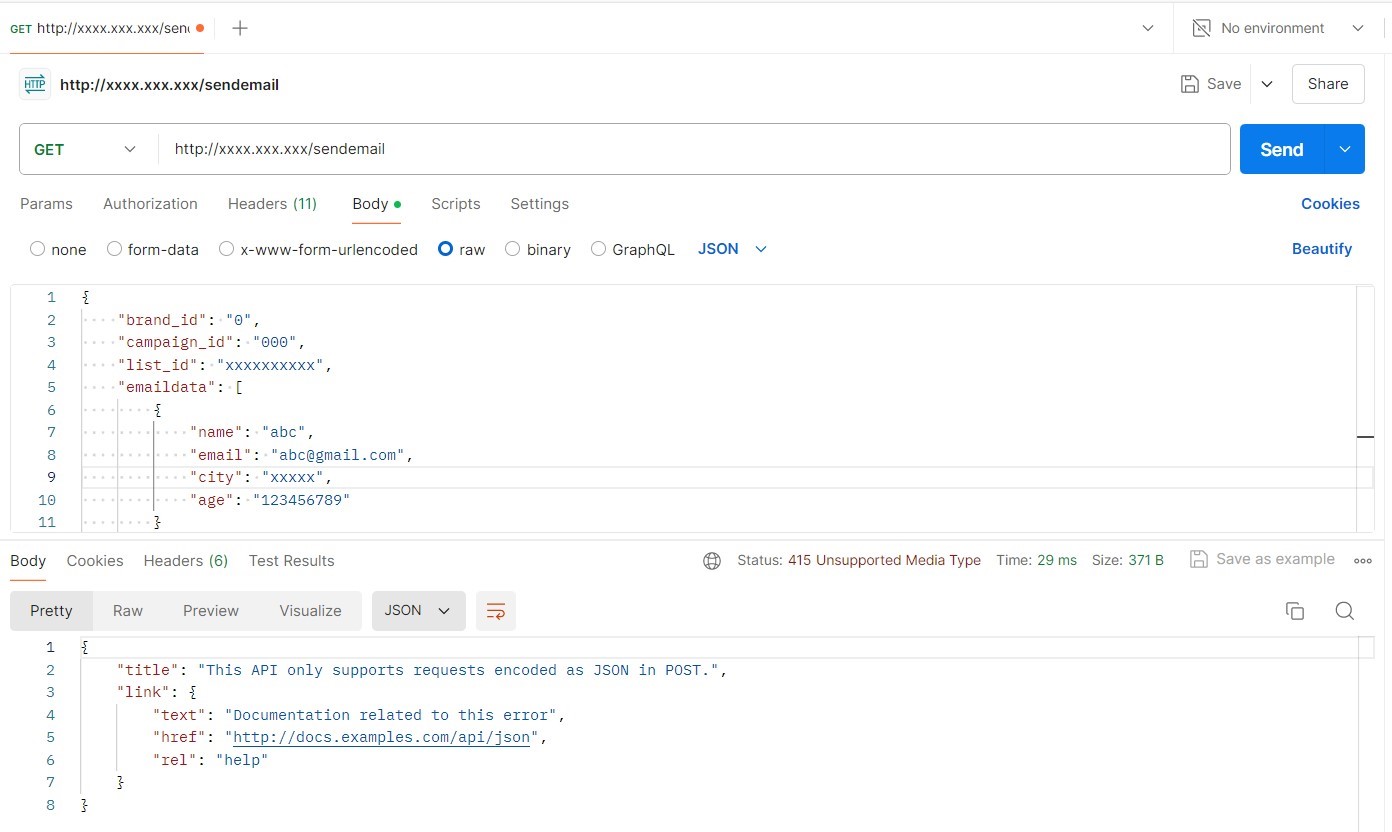 GET http://xxxx.xxx.xxx/sen
No environment
HTTP http://xxxx.xxx.xxx/sendemail
Save
Share
GET http://xxxx.xxx.xxx/sendemail
Send
Params Authorization Headers (11) Body Scripts Settings Cookies
none form-data x-www-form-urlencoded raw binary GraphQL JSON Beautify
1 {
2 "brand_id": "0",
3 "campaign_id": "000",
4 "list_id": "xxxxxxxxxx",
5 "emaildata": [
6 {
7 "name": "abc",
8 "email": "abc@gmail.com",
9 "city": "xxxxx",
10 "age": "123456789"
11 }
Body Cookies Headers (6) Test Results Status: 415 Unsupported Media Type Time: 29 ms Size: 371 B Save as example
Pretty Raw Preview Visualize JSON
1 {
2 "title": "This API only supports requests encoded as JSON in POST.",
3 "link": {
4 "text": "Documentation related to this error",
5 "href": "http://docs.examples.com/api/json",
6 "rel": "help"
7 }
8 }